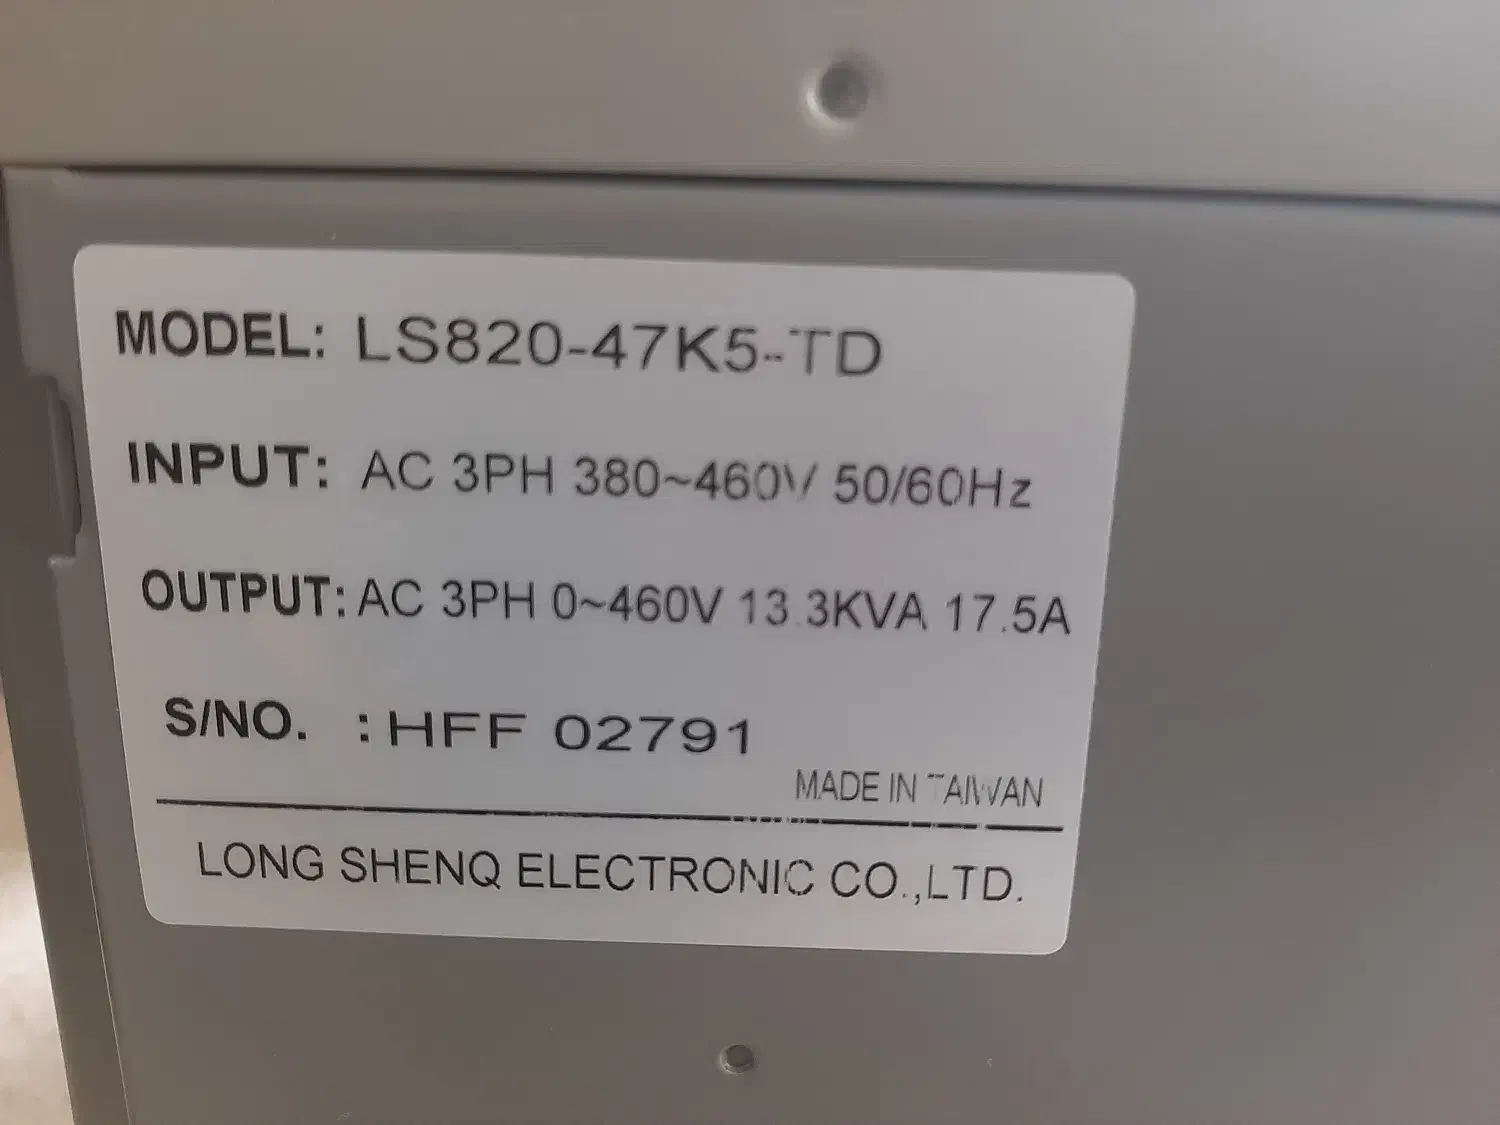 MODEL: LS820-47K5-TD
INPUT: AC 3PH 380~460V 50/60Hz
OUTPUT: AC 3PH 0~460V 13.3KVA 17.5A
S/NO. : HFF 02791
MADE IN TAIWAN
LONG SHENQ ELECTRONIC CO.,LTD.